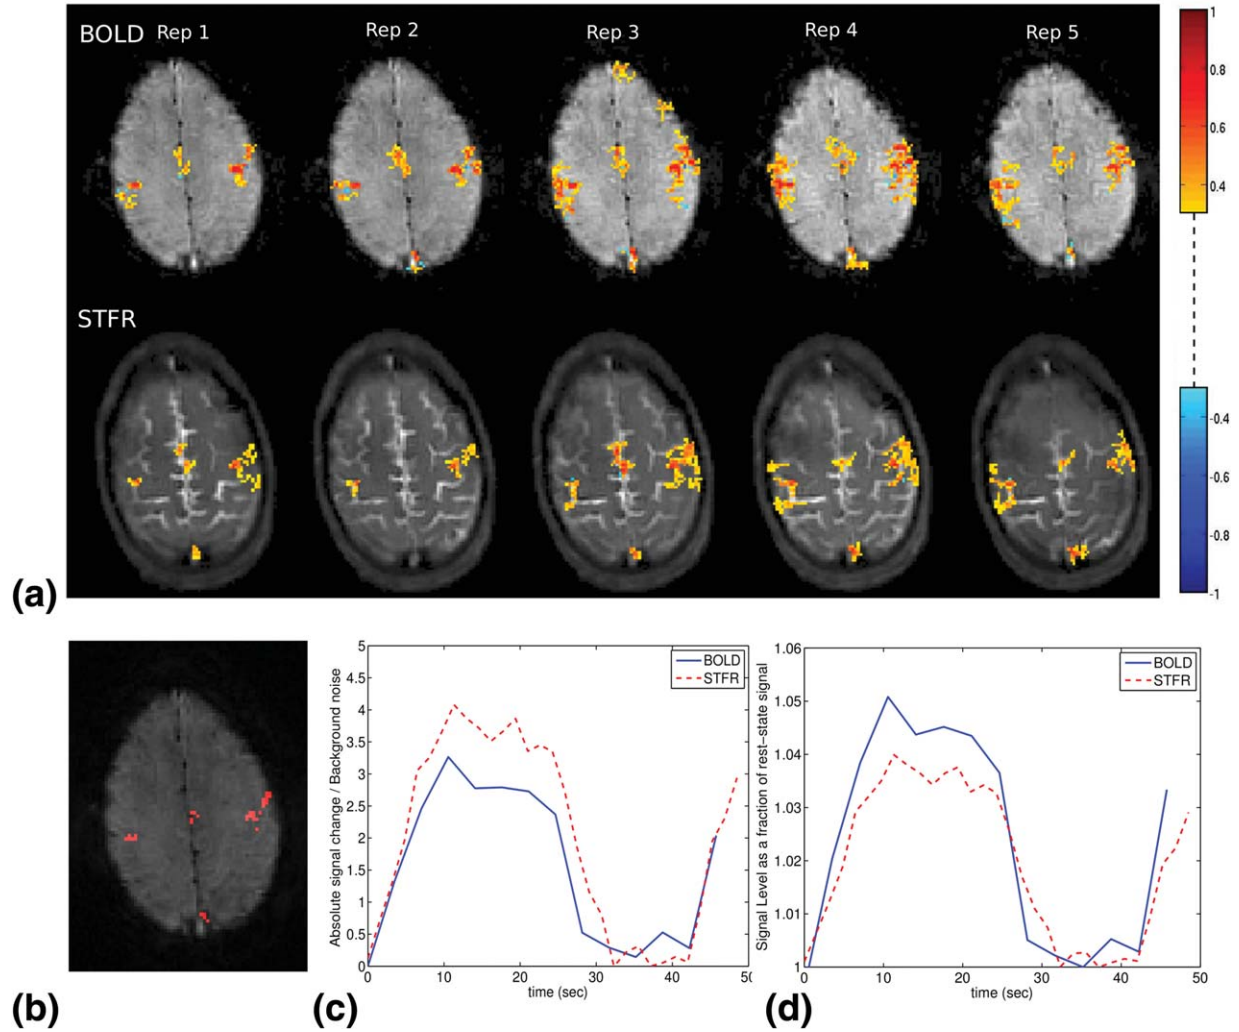 BOLD Rep 1 Rep 2 Rep 3 Rep 4 Rep 5
STFR
1
0.8
0.6
0.4
-0.4
-0.6
-0.8
-1
(a)
(b)
5
4.5
4
3.5
3
2.5
2
1.5
1
0.5
0
0 10 20 30 40 50
Absolute signal change / Background noise
time (sec)
BOLD
STFR
(c)
1.06
1.05
1.04
1.03
1.02
1.01
1
0 10 20 30 40 50
Signal Level as a fraction of rest-state signal
time (sec)
BOLD
STFR
(d)